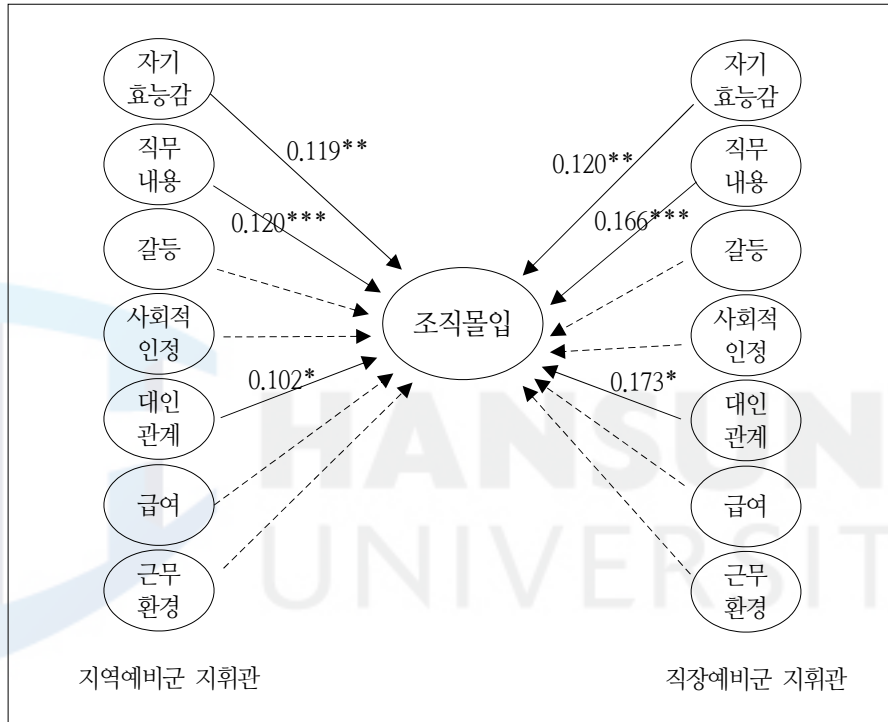 자기
효능감
직무
내용
갈등
사회적
인정
대인
관계
급여
근무
환경
0.119**
0.120***
0.102*
조직몰입
0.120**
0.166***
0.173*
자기
효능감
직무
내용
갈등
사회적
인정
대인
관계
급여
근무
환경
지역예비군 지휘관
직장예비군 지휘관
HANSUN
UNIVERSIT